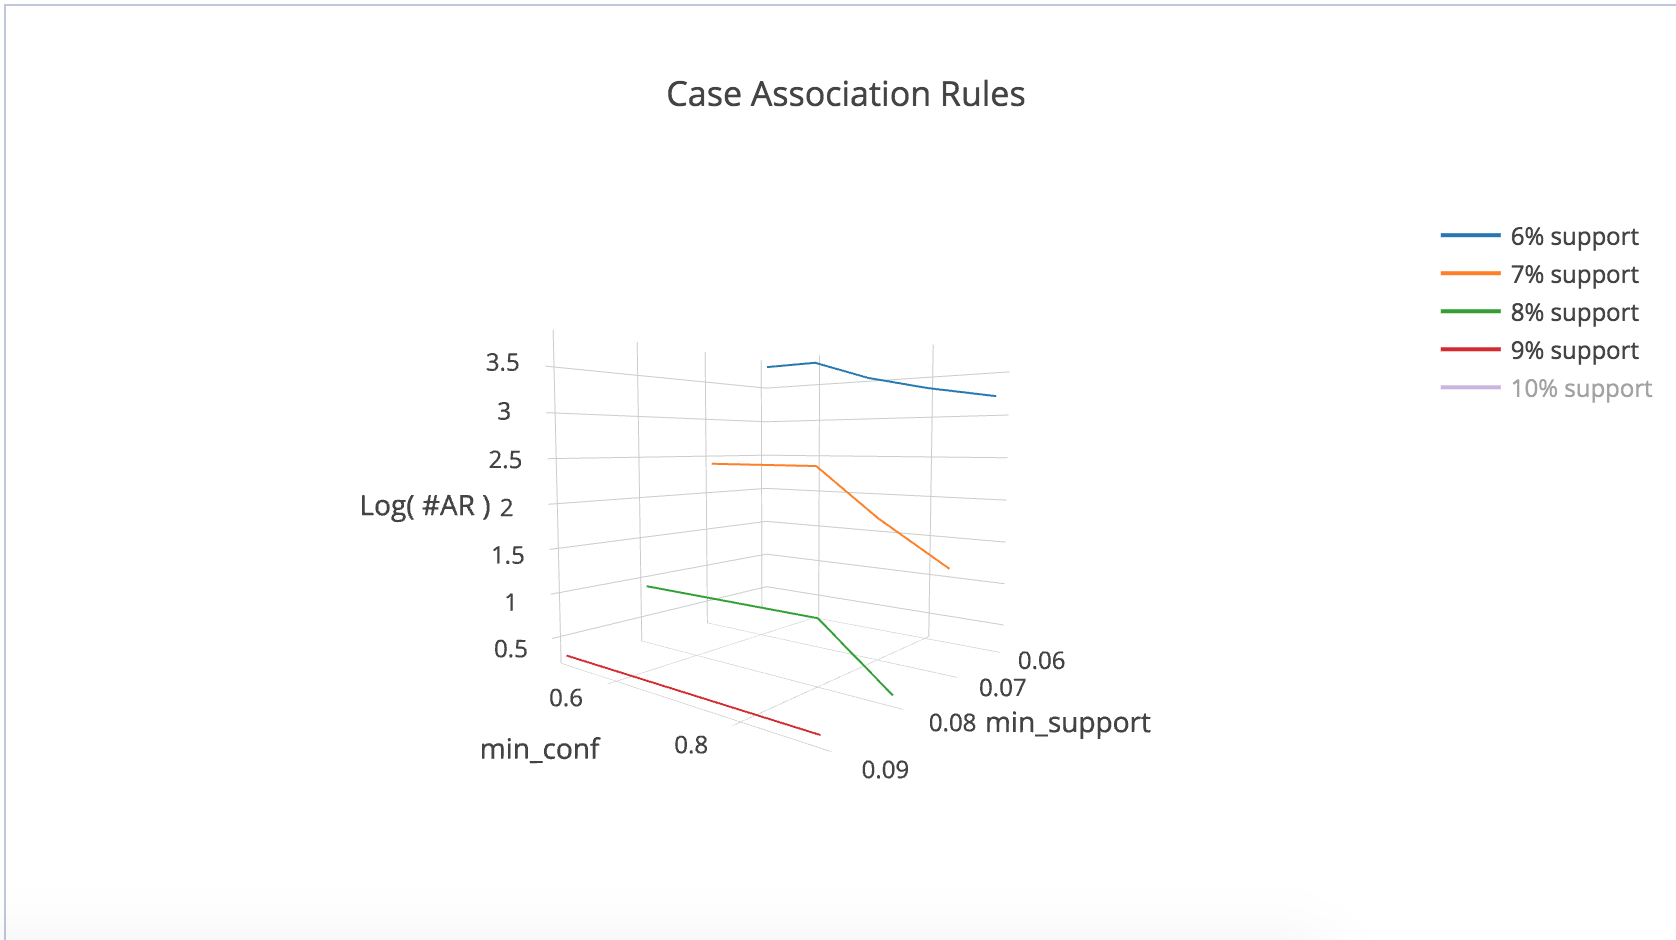 Case Association Rules
6% support
7% support
8% support
9% support
10% support
3.5
3
2.5
Log( #AR ) 2
1.5
1
0.5
0.6
0.8
min_conf
0.06
0.07
0.08 min_support
0.09